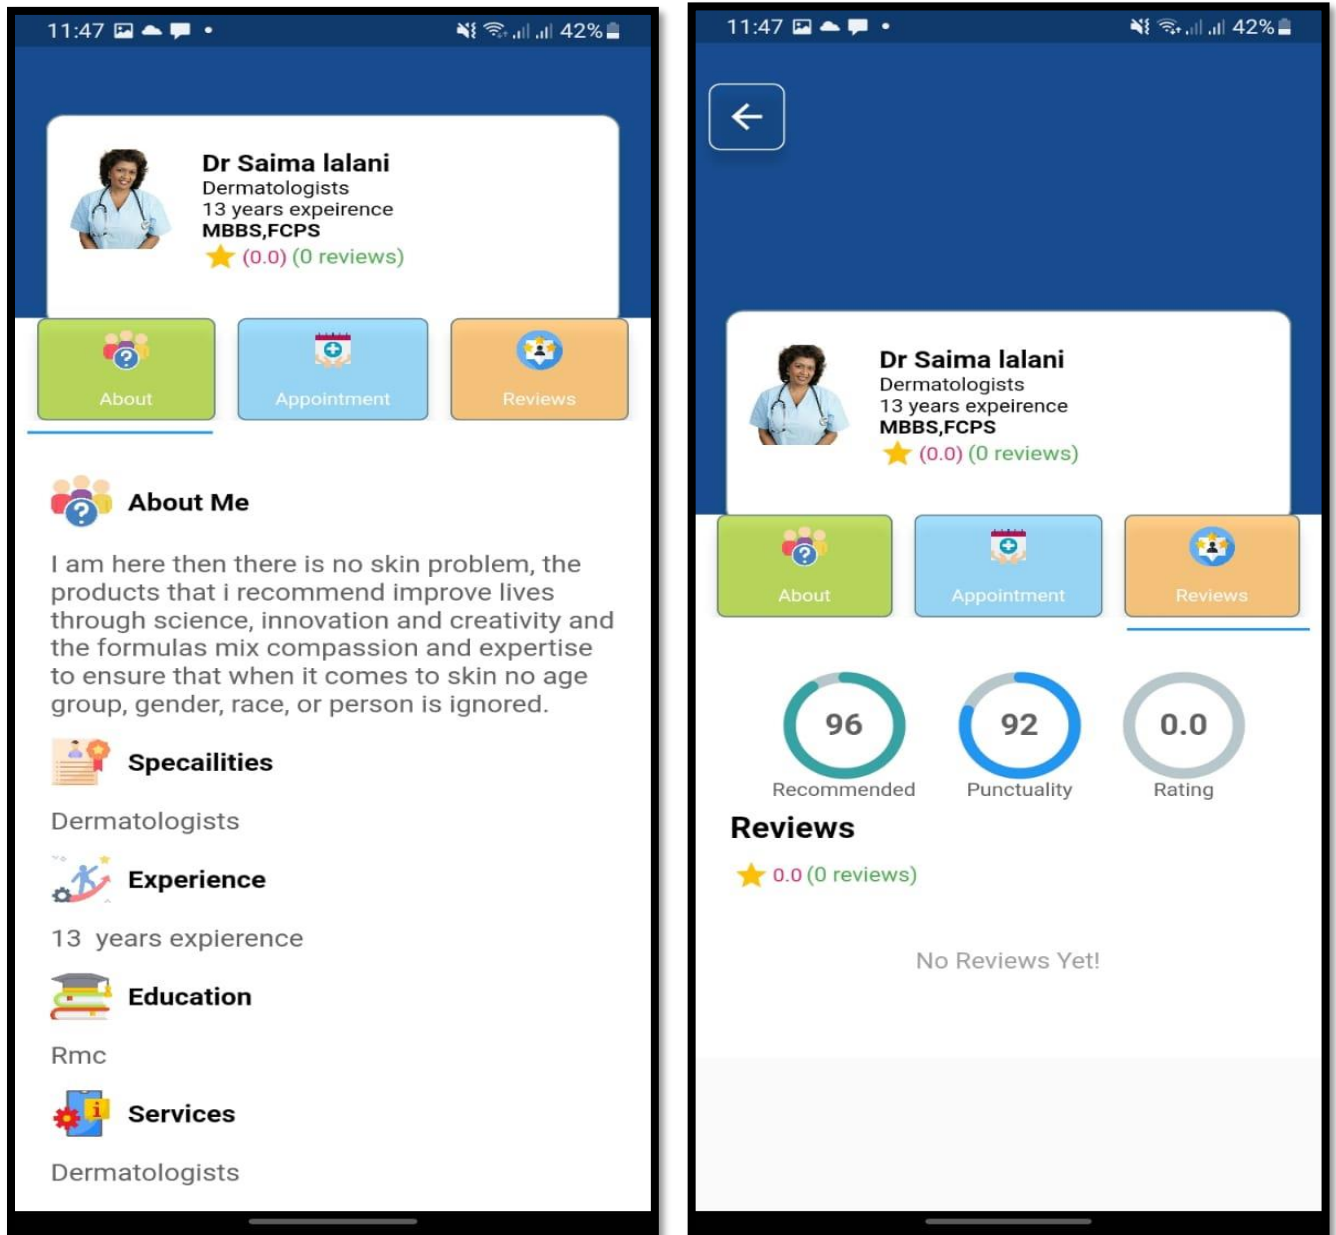 11:47 42%
Dr Saima lalani
Dermatologists
13 years expeirence
MBBS,FCPS
(0.0) (0 reviews)
About Appointment Reviews
About Me
I am here then there is no skin problem, the
products that i recommend improve lives
through science, innovation and creativity and
the formulas mix compassion and expertise
to ensure that when it comes to skin no age
group, gender, race, or person is ignored.
Specailities
Dermatologists
Experience
13 years expierence
Education
Rmc
Services
Dermatologists
11:47 42%
Dr Saima lalani
Dermatologists
13 years expeirence
MBBS,FCPS
(0.0) (0 reviews)
About Appointment Reviews
96 92 0.0
Recommended Punctuality Rating
Reviews
0.0 (0 reviews)
No Reviews Yet!